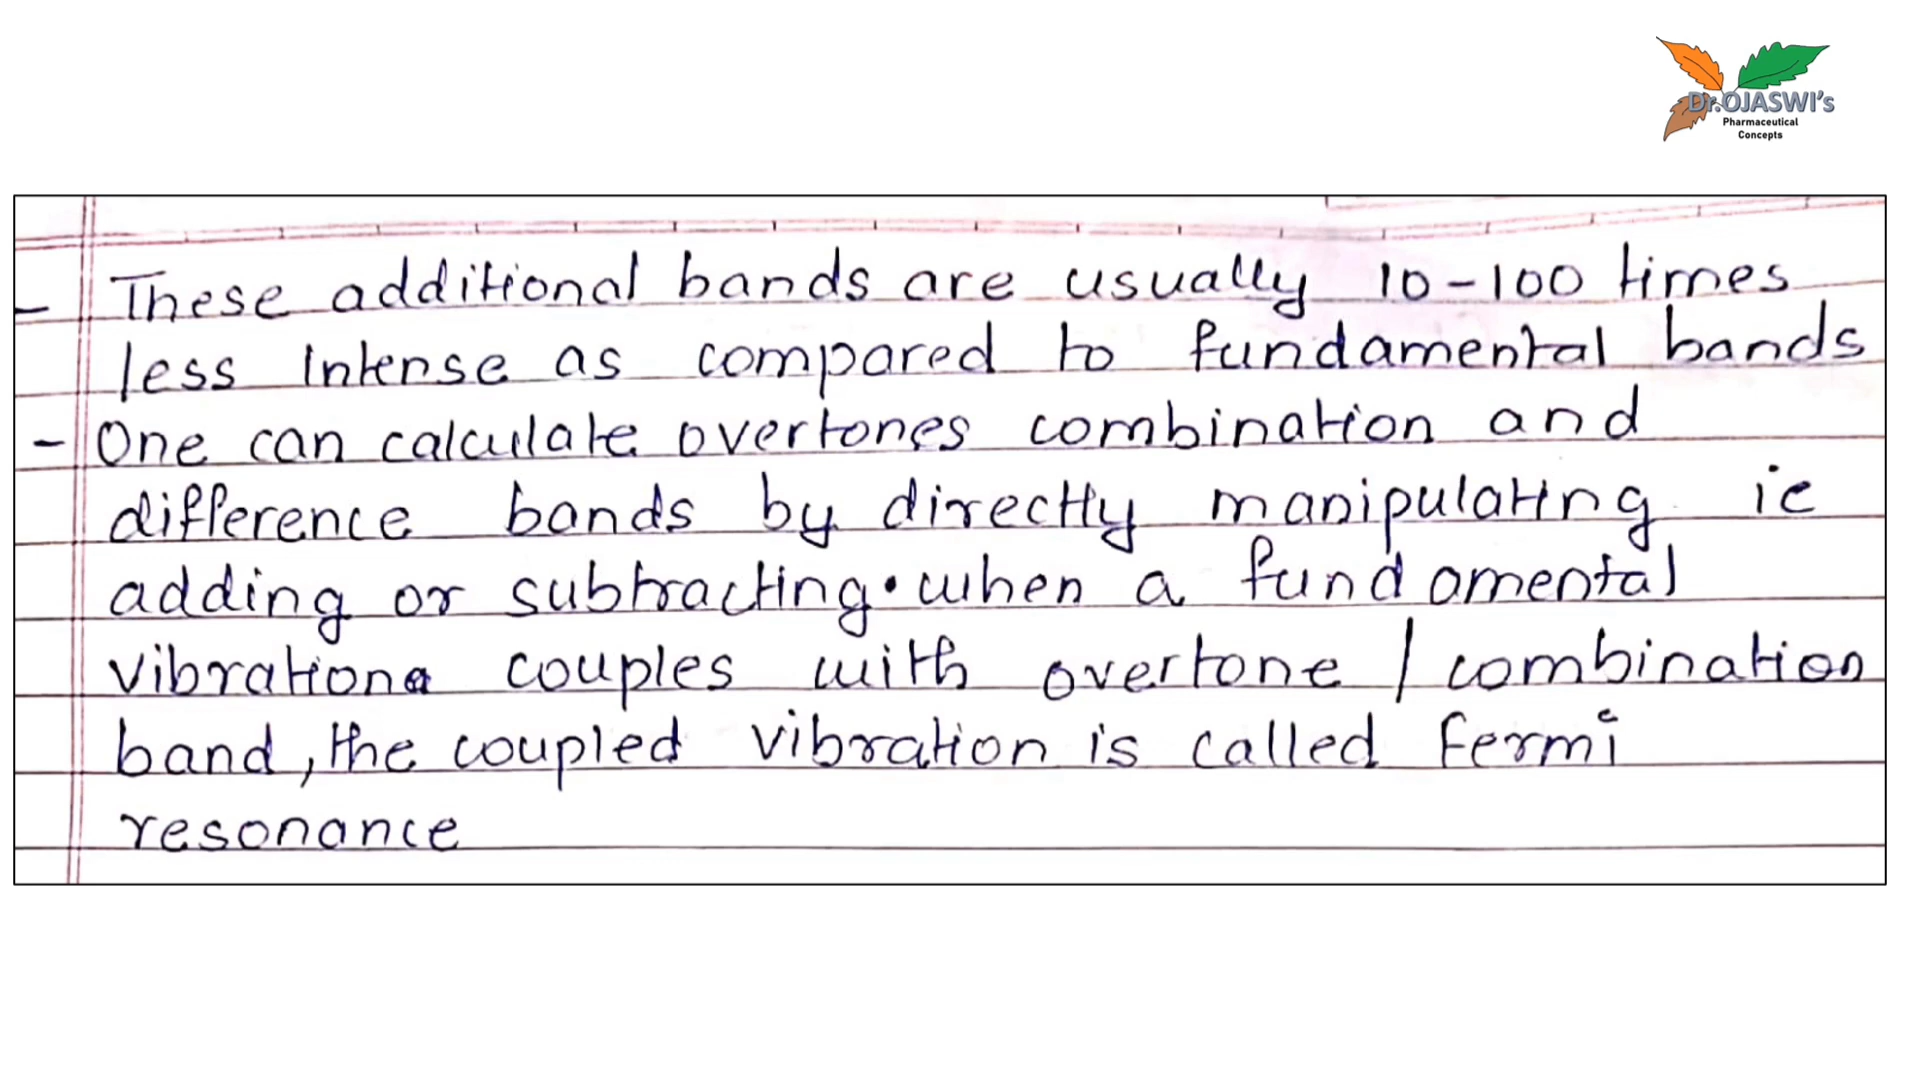 Dr.OJASWI's
Pharmaceutical
Concepts
- These additional bands are usually 10-100 times
less intense as compared to fundamental bands
- One can calculate overtones combination and
difference bands by directly manipulating ie
adding or subtracting. when a fundamental
vibration couples with overtone / combination
band, the coupled vibration is called Fermi
resonance